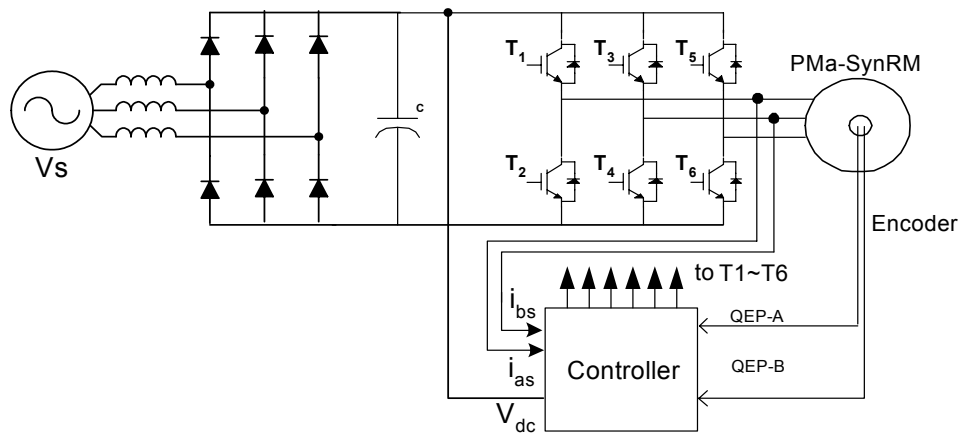 T1
T3
T5
PMa-SynRM
c
Vs
T2
T4
T6
Encoder
to T1~T6
ibs
QEP-A
ias
Controller
QEP-B
Vdc